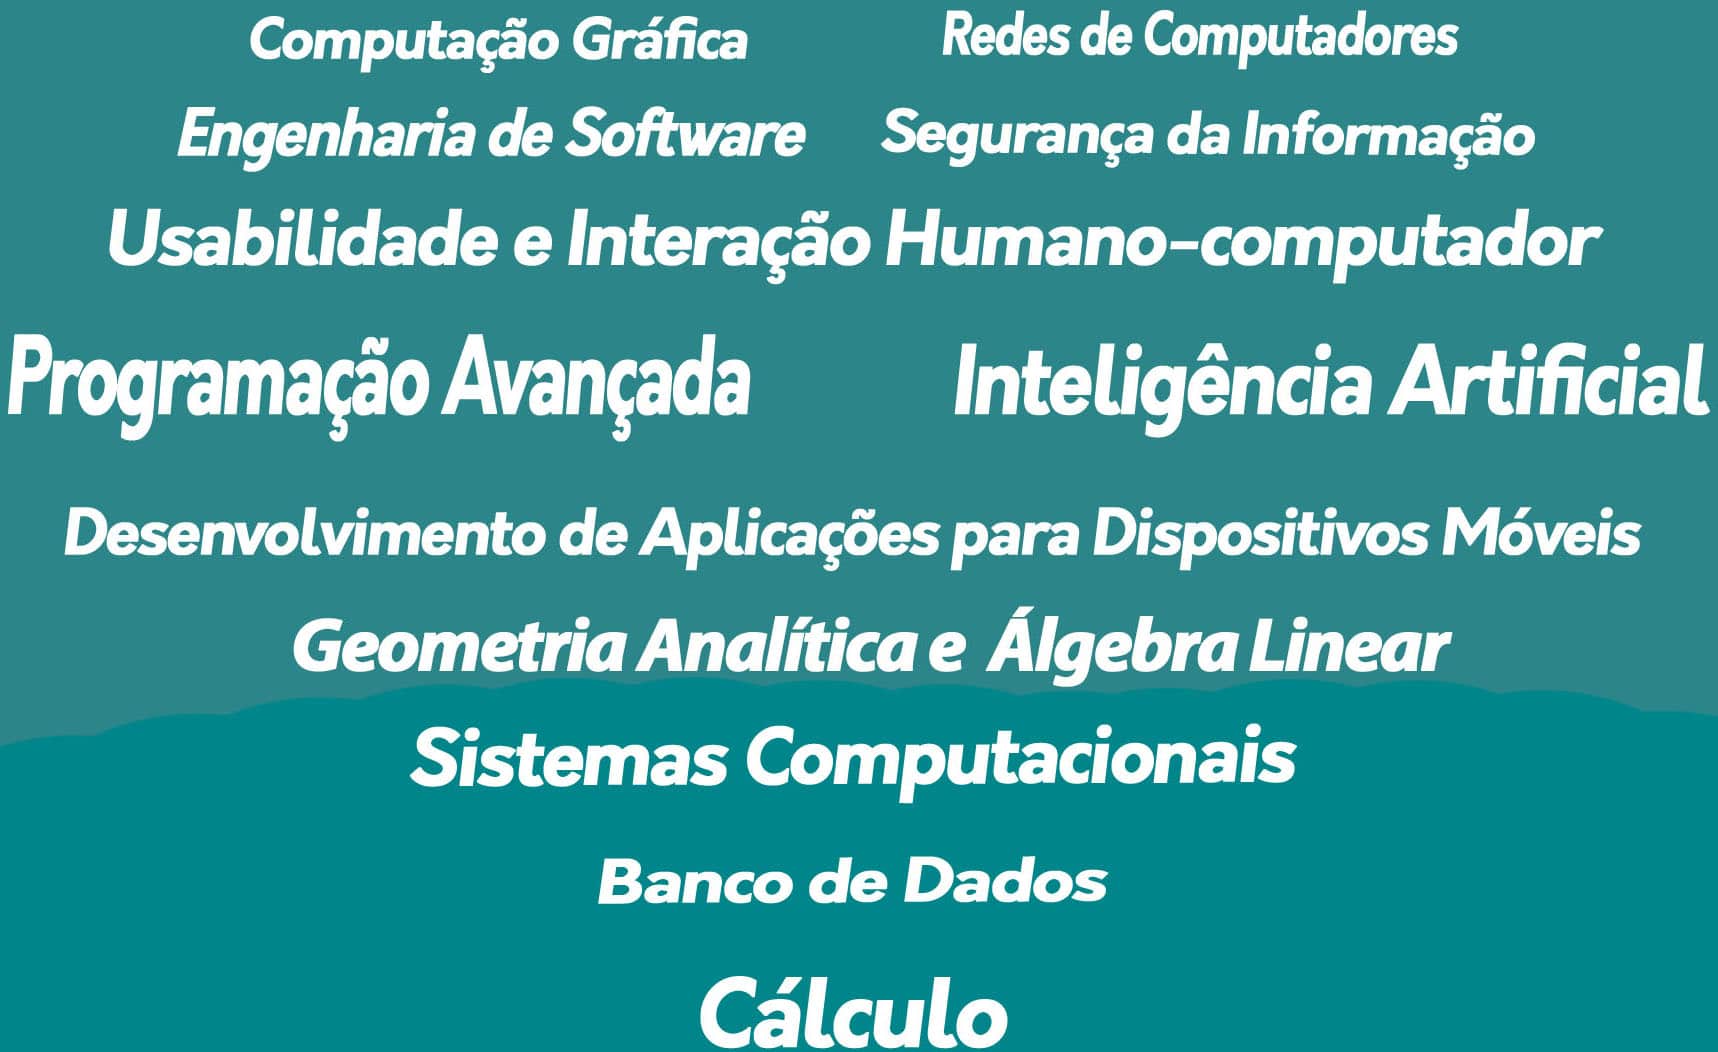 Computação Gráfica Redes de Computadores
Engenharia de Software Segurança da Informação
Usabilidade e Interação Humano-computador
Programação Avançada Inteligência Artificial
Desenvolvimento de Aplicações para Dispositivos Móveis
Geometria Analítica e Álgebra Linear
Sistemas Computacionais
Banco de Dados
Cálculo